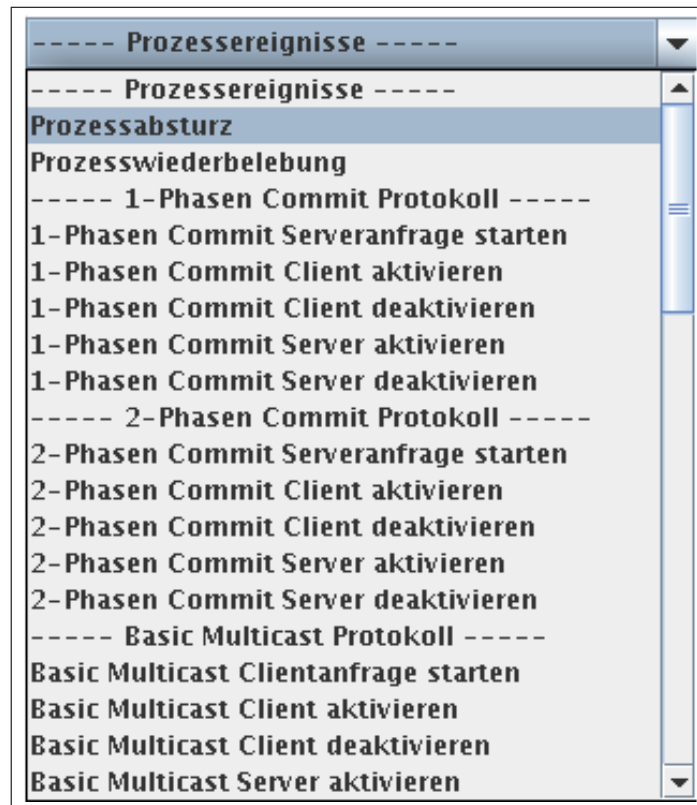 ----- Prozessereignisse -----
----- Prozessereignisse -----
Prozessabsturz
Prozesswiederbelebung
----- 1-Phasen Commit Protokoll -----
1-Phasen Commit Serveranfrage starten
1-Phasen Commit Client aktivieren
1-Phasen Commit Client deaktivieren
1-Phasen Commit Server aktivieren
1-Phasen Commit Server deaktivieren
----- 2-Phasen Commit Protokoll -----
2-Phasen Commit Serveranfrage starten
2-Phasen Commit Client aktivieren
2-Phasen Commit Client deaktivieren
2-Phasen Commit Server aktivieren
2-Phasen Commit Server deaktivieren
----- Basic Multicast Protokoll -----
Basic Multicast Clientanfrage starten
Basic Multicast Client aktivieren
Basic Multicast Client deaktivieren
Basic Multicast Server aktivieren